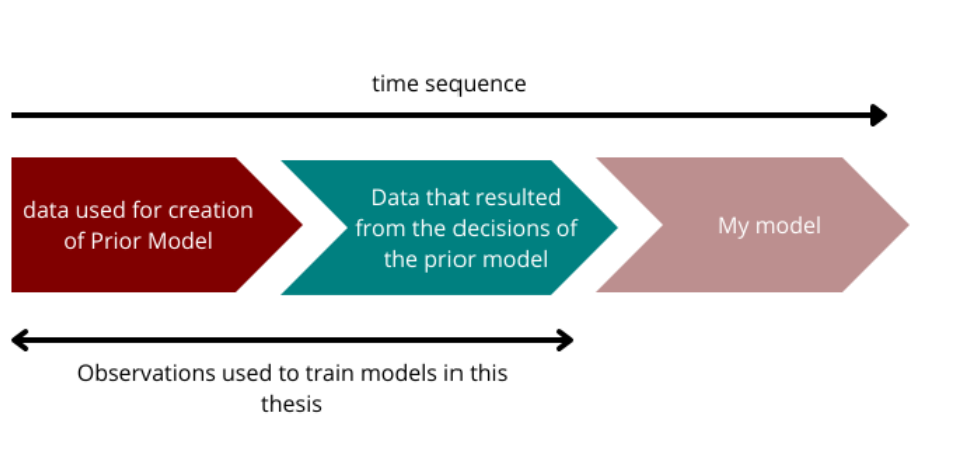 time sequence
data used for creation
of Prior Model
Data that resulted
from the decisions of
the prior model
My model
Observations used to train models in this
thesis